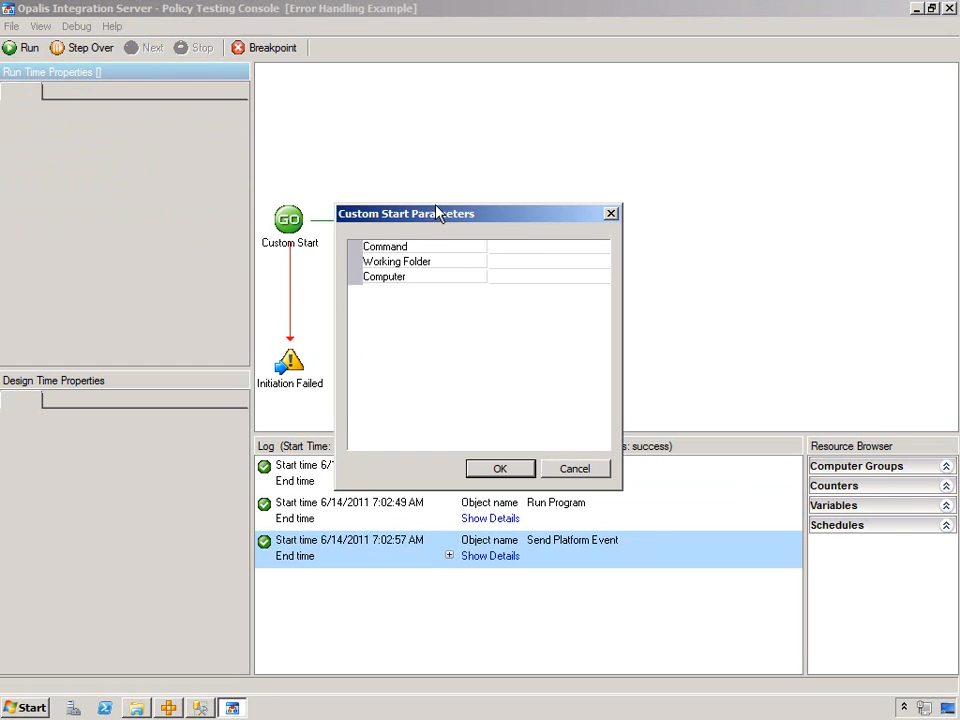 Opalis Integration Server - Policy Testing Console  [Error Handling Example]
File View Debug Help
Run Step Over Next Stop Breakpoint
Run Time Properties []
GO
Custom Start
Initiation Failed
Custom Start Parameters
Command
Working Folder
Computer
OK Cancel
Design Time Properties
Log (Start Time: s: success)
Start time 6/1
End time
Start time 6/14/2011 7:02:49 AM Object name Run Program
End time Show Details
Start time 6/14/2011 7:02:57 AM Object name Send Platform Event
End time Show Details
Resource Browser
Computer Groups
Counters
Variables
Schedules
Start